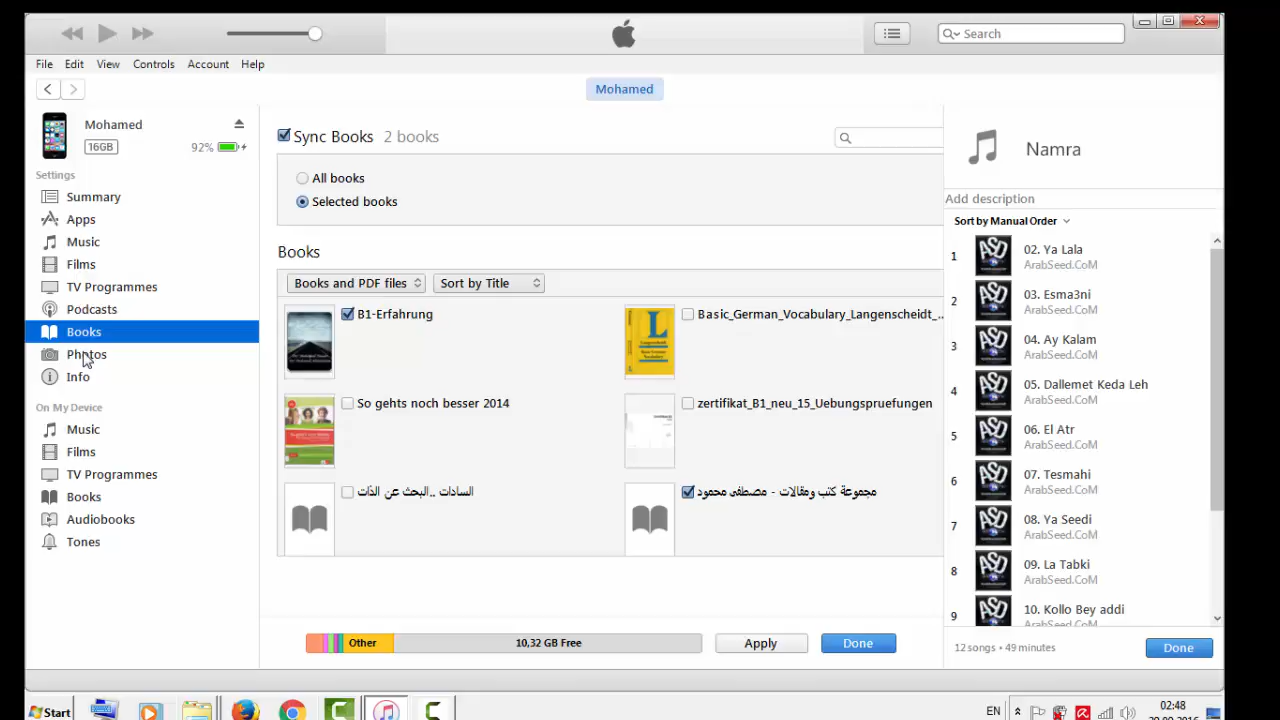 Search
File Edit View Controls Account Help
Mohamed
Mohamed
16GB
92%
Settings
Summary
Apps
Music
Films
TV Programmes
Podcasts
Books
Photos
Info
On My Device
Music
Films
TV Programmes
Books
Audiobooks
Tones
Sync Books 2 books
All books
Selected books
Books
Books and PDF files
Sort by Title
B1-Erfahrung
Basic_German_Vocabulary_Langenscheidt_...
So gehts noch besser 2014
zertifikat_B1_neu_15_Uebungspruefungen
السادات ..البحث عن الذات
مجموعة كتب ومقالات - مصطفى محمود
Other
10,32 GB Free
Apply
Done
Namra
Add description
Sort by Manual Order
1
02. Ya Lala
ArabSeed.CoM
2
03. Esma3ni
ArabSeed.CoM
3
04. Ay Kalam
ArabSeed.CoM
4
05. Dallemet Keda Leh
ArabSeed.CoM
5
06. El Atr
ArabSeed.CoM
6
07. Tesmahi
ArabSeed.CoM
7
08. Ya Seedi
ArabSeed.CoM
8
09. La Tabki
ArabSeed.CoM
9
10. Kollo Bey addi
ArabSeed.CoM
12 songs • 49 minutes
Done
Start
EN
02:48